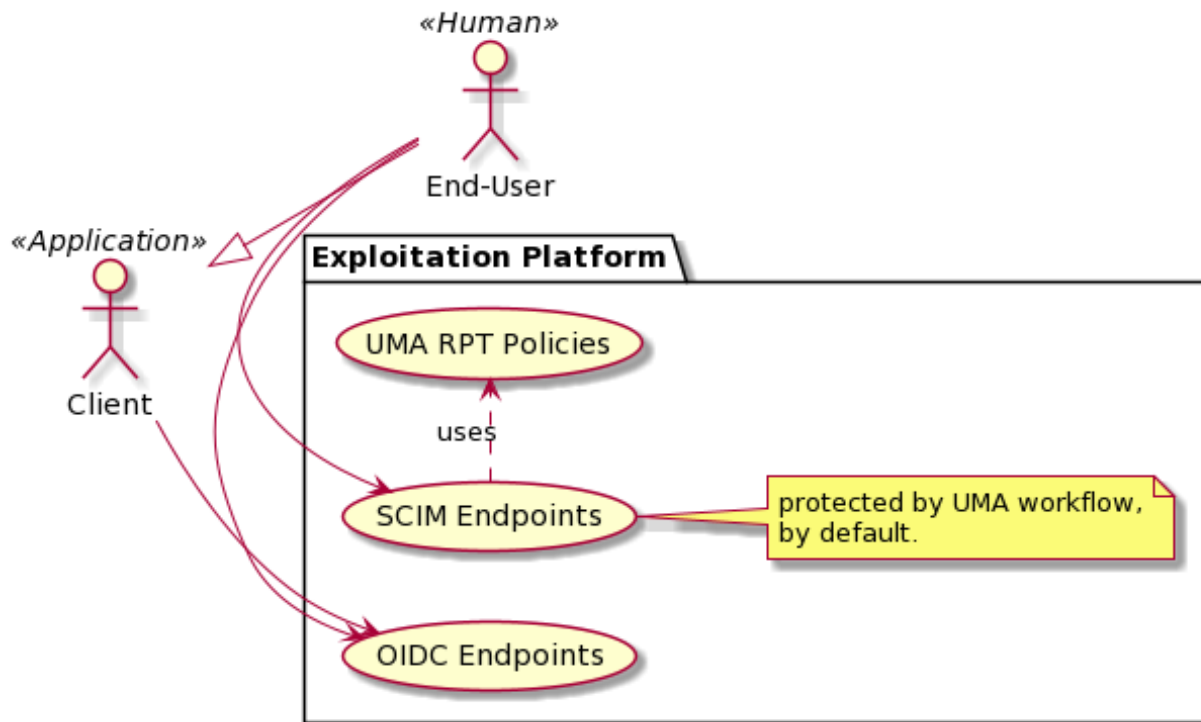 «Human»
End-User
«Application»
Client
Exploitation Platform
UMA RPT Policies
uses
SCIM Endpoints
protected by UMA workflow,
by default.
OIDC Endpoints